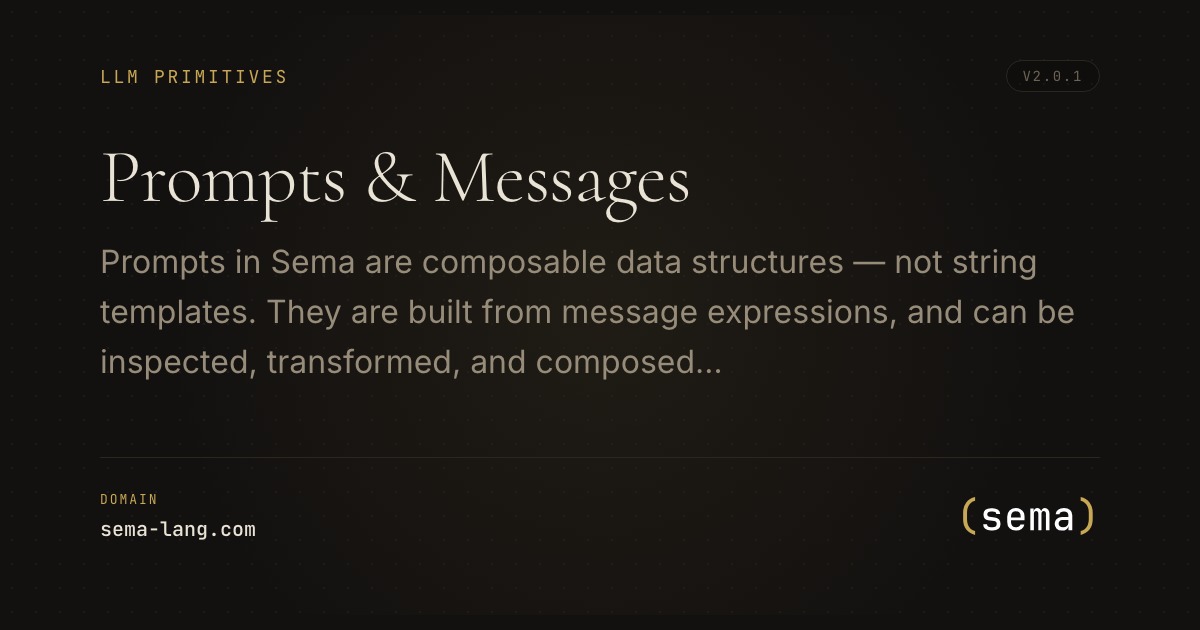 LLM PRIMITIVES
V2.0.1
Prompts & Messages
Prompts in Sema are composable data structures — not string
templates. They are built from message expressions, and can be
inspected, transformed, and composed...
DOMAIN
sema-lang.com
(sema)